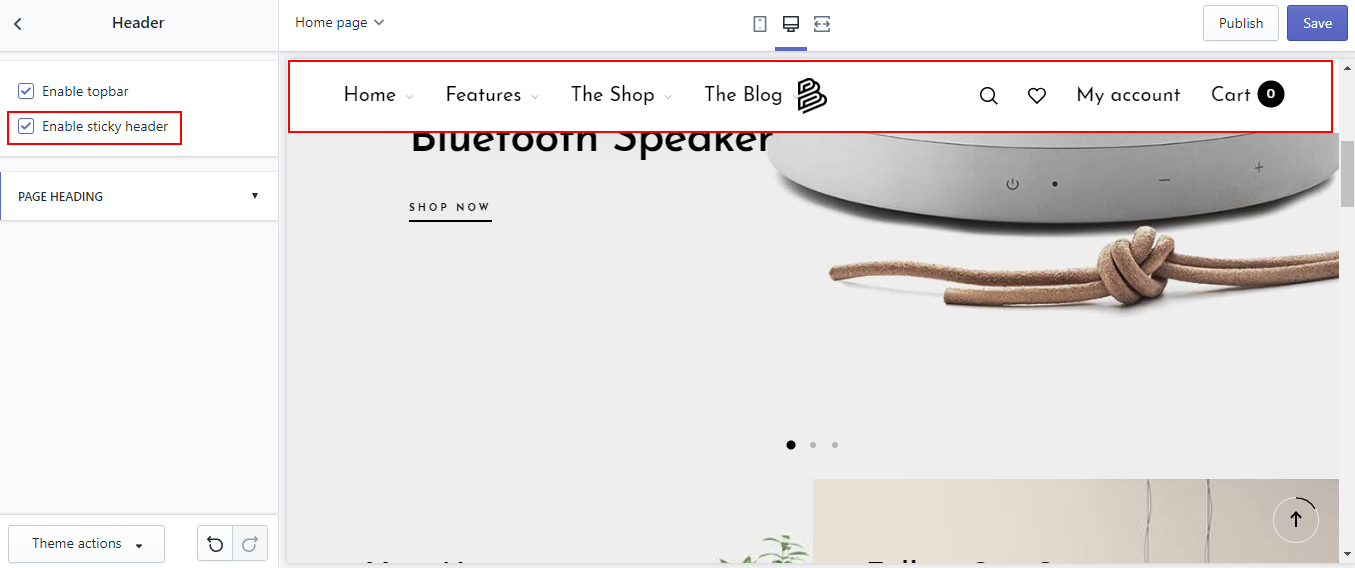 Header
Home page
Publish
Save
Enable topbar
Enable sticky header
PAGE HEADING
Theme actions
Home
Features
The Shop
The Blog
My account
Cart 0
Bluetooth Speaker
SHOP NOW